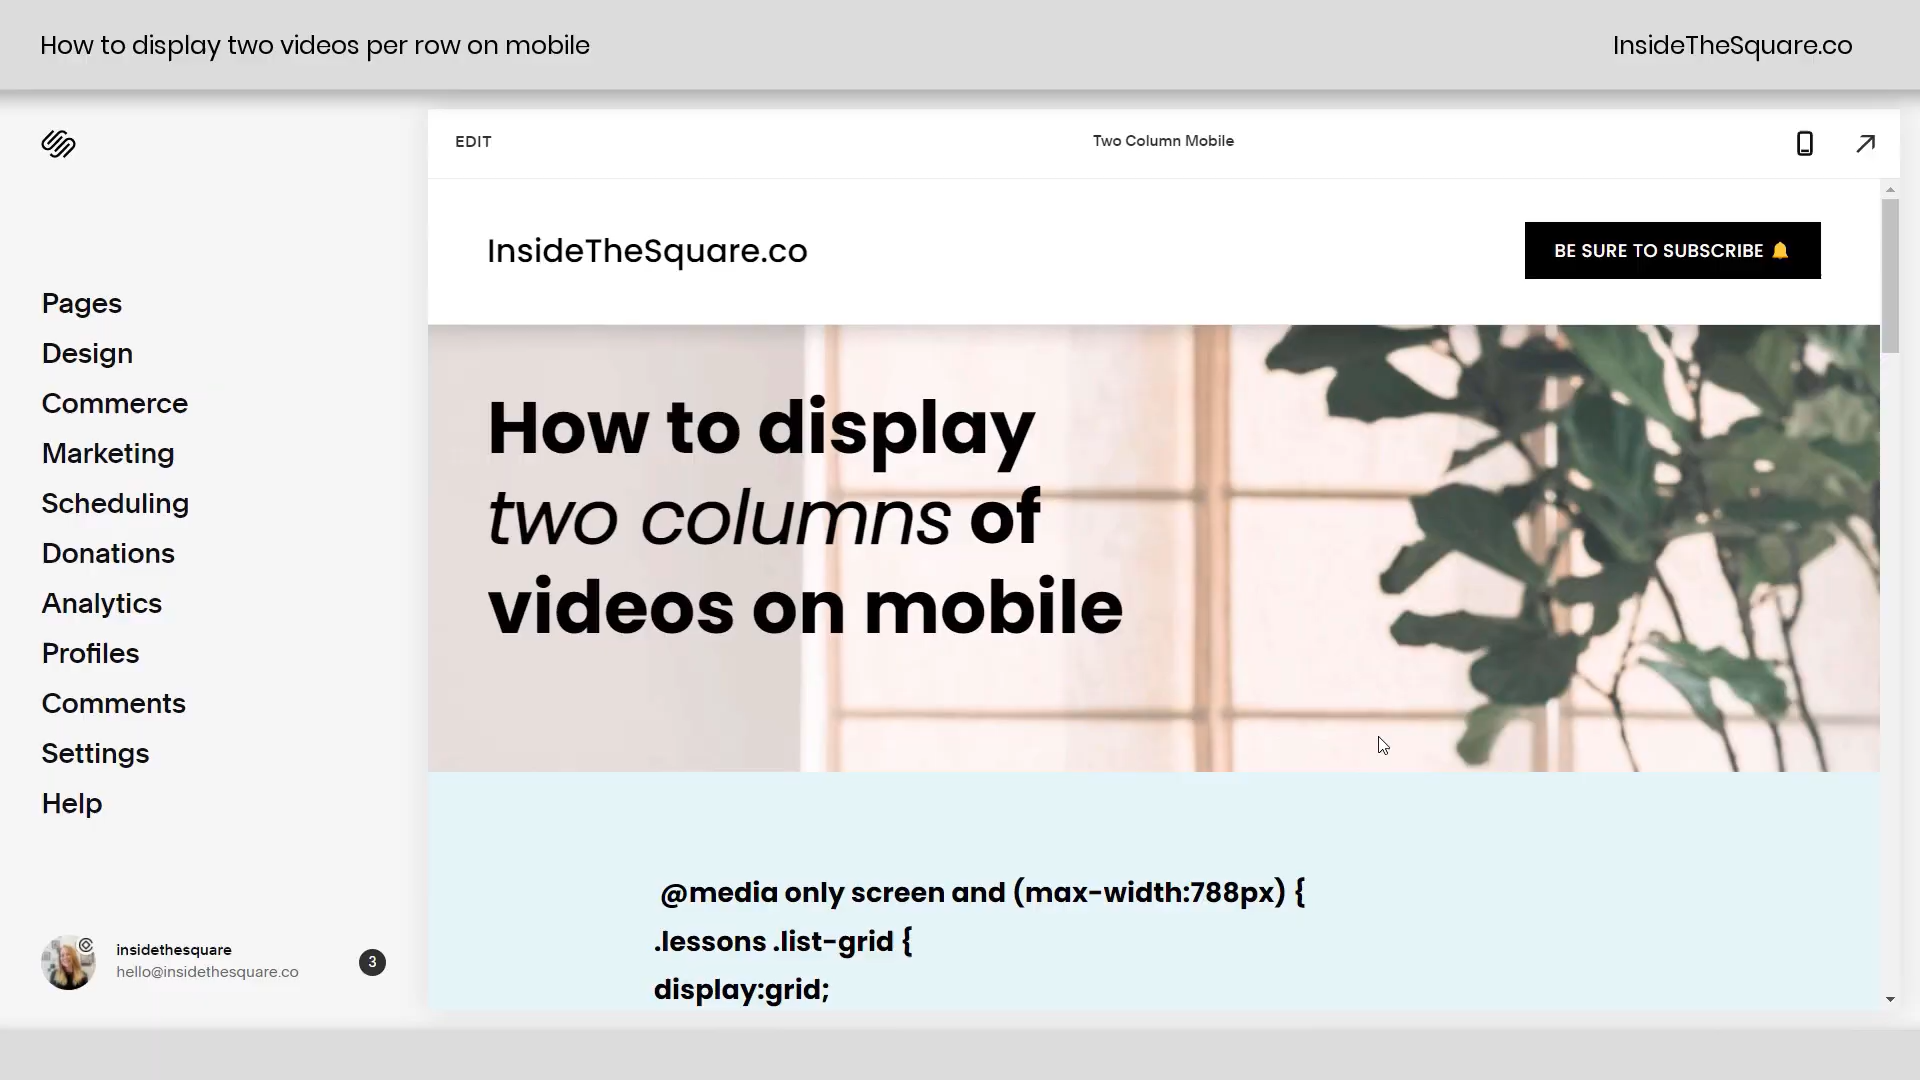 How to display two videos per row on mobile
InsideTheSquare.co
EDIT
Two Column Mobile
InsideTheSquare.co
BE SURE TO SUBSCRIBE 🔔
Pages
Design
Commerce
Marketing
Scheduling
Donations
Analytics
Profiles
Comments
Settings
Help
insidethesquare
hello@insidethesquare.co
3
How to display
two columns of
videos on mobile
@media only screen and (max-width:788px) {
.lessons .list-grid {
display:grid;